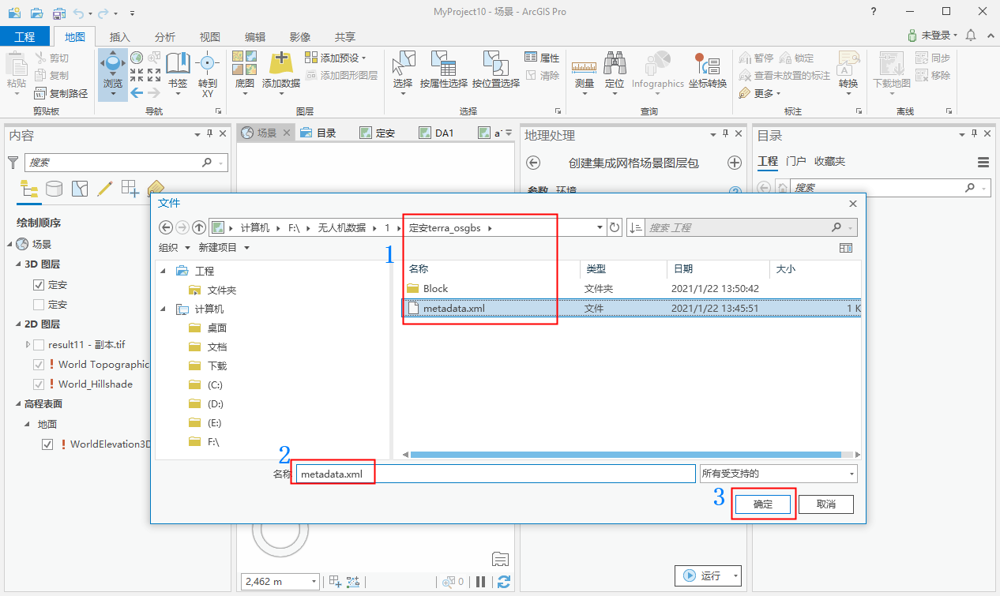 MyProject10 - 场景 - ArcGIS Pro
?
工程 地图 插入 分析 视图 编辑 影像 共享
未登录
粘贴 剪切 复制 复制路径
剪贴板
浏览 书签 转到 XY
导航
底图 添加数据 添加预设 添加图形图层
图层
选择 按属性选择 按位置选择 属性 清除
选择
测量 定位 Infographics 坐标转换
查询
暂停 锁定 查看未放置的标注 更多 转换
标注
下载地图 同步 移除
离线
内容
搜索
绘制顺序
场景
3D 图层
定安
定安
2D 图层
result11 - 副本.tif
World Topographic
World_Hillshade
高程表面
地面
WorldElevation3D
场景 目录 定安 DA1
地理处理
创建集成网格场景图层包
参数 环境
目录
工程 门户 收藏夹
搜索
文件
计算机 F:\ 无人机数据 1 定安terra_osgbs
搜索 工程
组织 新建项目
1
工程
文件夹
计算机
桌面
文档
下载
(C:)
(D:)
(E:)
F:\
名称 类型 日期 大小
Block 文件夹 2021/1/22 13:50:42
metadata.xml 文件 2021/1/22 13:45:51 1 K
2
名称 metadata.xml 所有受支持的
3
确定 取消
2,462 m
0
运行